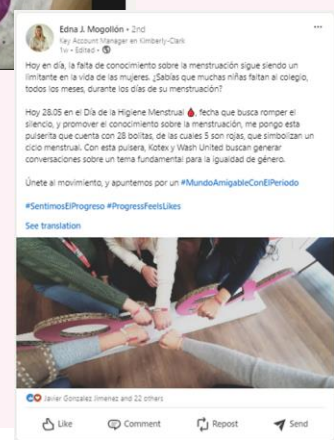 Edna J. Mogollón • 2nd
Key Account Manager en Kimberly-Clark
1w • Edited •
Hoy en día, la falta de conocimiento sobre la menstruación sigue siendo un
limitante en la vida de las mujeres. ¿Sabías que muchas niñas faltan al colegio,
todos los meses, durante los días de su menstruación?
Hoy 28.05 en el Día de la Higiene Menstrual 🩸, fecha que busca romper el
silencio, y promover el conocimiento sobre la menstruación, me pongo esta
pulserita que cuenta con 28 bolitas, de las cuales 5 son rojas, que simbolizan un
ciclo menstrual. Con esta pulsera, Kotex y Wash United buscan generar
conversaciones sobre un tema fundamental para la igualdad de género.
Únete al movimiento, y apuntemos por un #MundoAmigableConElPeriodo
#SentimosElProgreso #ProgressFeelsLikes
See translation
Javier Gonzalez Jimenez and 22 others
Like
Comment
Repost
Send